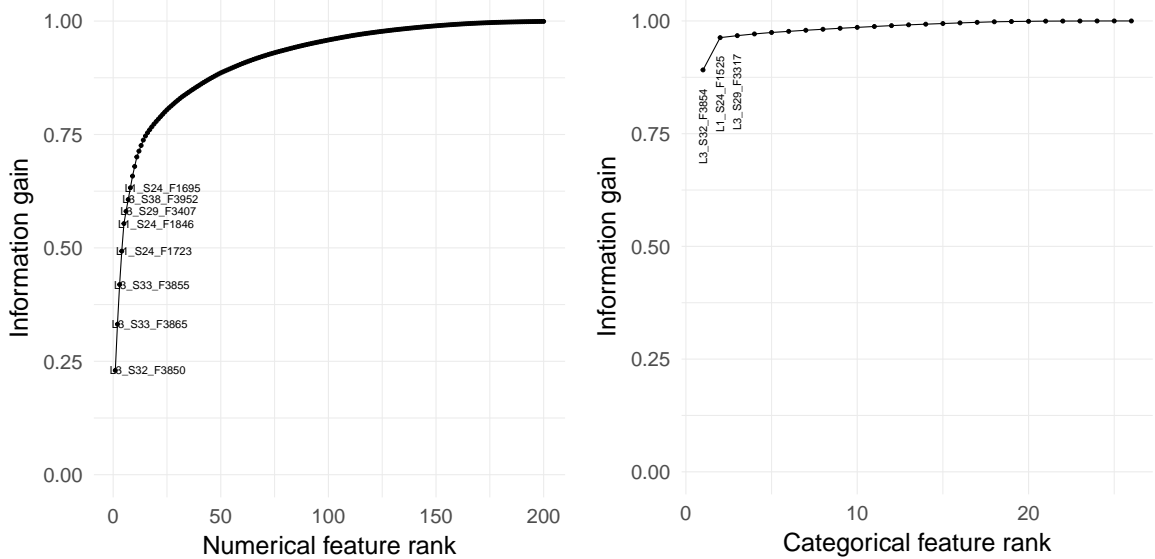 1.00
0.75
0.50
0.25
0.00
Information gain
L1_S24_F1695
L3_S38_F3952
L3_S29_F3407
L1_S24_F1846
L1_S24_F1723
L3_S33_F3855
L3_S33_F3865
L3_S32_F3850
0
50
100
150
200
Numerical feature rank
1.00
0.75
0.50
0.25
0.00
Information gain
L3_S32_F3854
L1_S24_F1525
L3_S29_F3317
0
10
20
Categorical feature rank